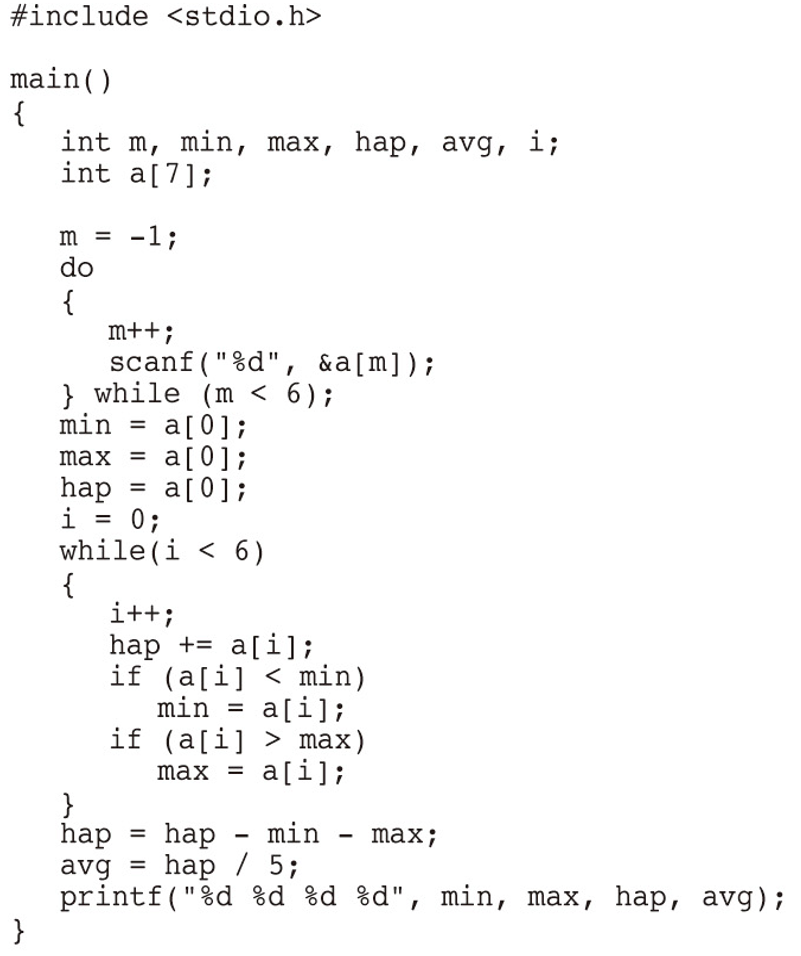 #include <stdio.h>
main()
{
int m, min, max, hap, avg, i;
int a[7];
m = -1;
do
{
m++;
scanf("%d", &a[m]);
} while (m < 6);
min = a[0];
max = a[0];
hap = a[0];
i = 0;
while(i < 6)
{
i++;
hap += a[i];
if (a[i] < min)
min = a[i];
if (a[i] > max)
max = a[i];
}
hap = hap - min - max;
avg = hap / 5;
printf("%d %d %d %d", min, max, hap, avg);
}